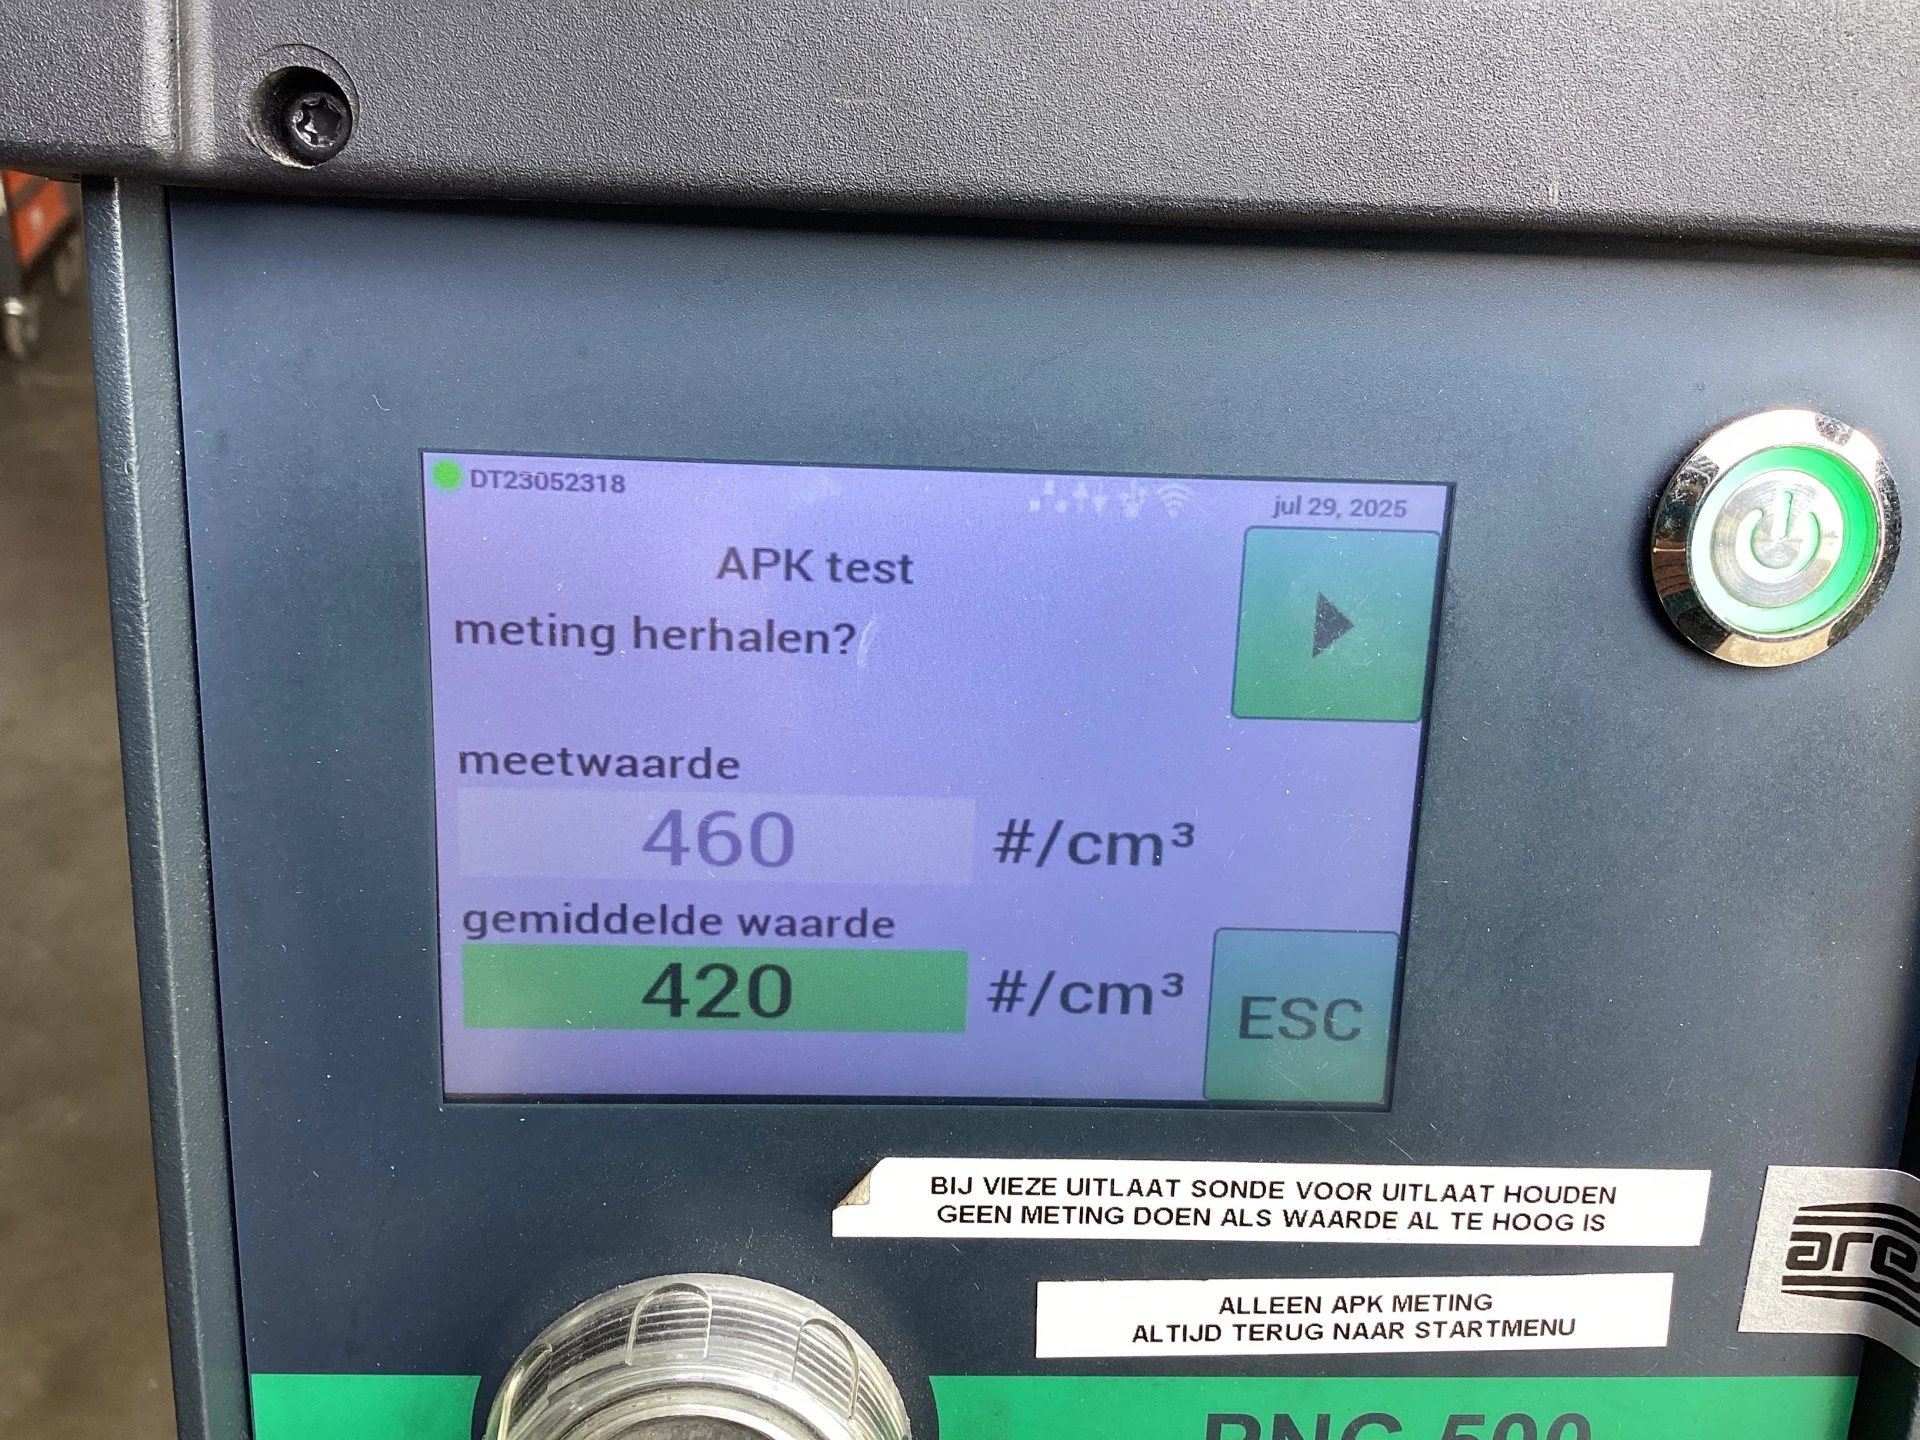 DT23052318
jul 29, 2025
APK test
meting herhalen?
meetwaarde
460 #/cm³
gemiddelde waarde
420 #/cm³
ESC
BIJ VIEZE UITLAAT SONDE VOOR UITLAAT HOUDEN
GEEN METING DOEN ALS WAARDE AL TE HOOG IS
ALLEEN APK METING
ALTIJD TERUG NAAR STARTMENU
500